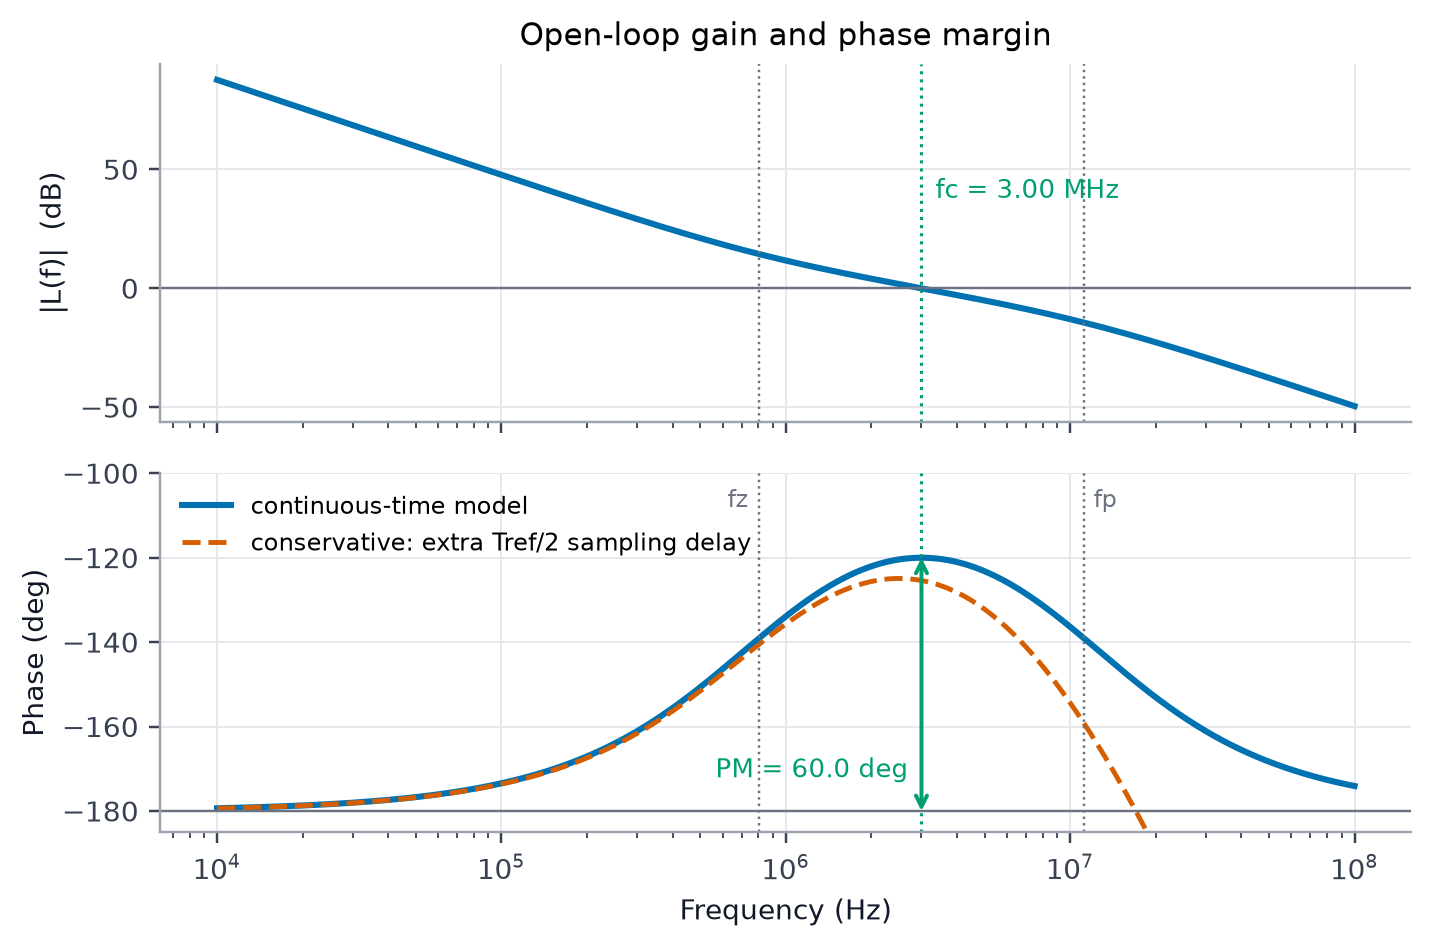 Open-loop gain and phase margin
|L(f)| (dB)
50
0
−50
fc = 3.00 MHz
Phase (deg)
−100
−120
−140
−160
−180
continuous-time model
conservative: extra Tref/2 sampling delay
fz
fp
PM = 60.0 deg
10⁴
10⁵
10⁶
10⁷
10⁸
Frequency (Hz)